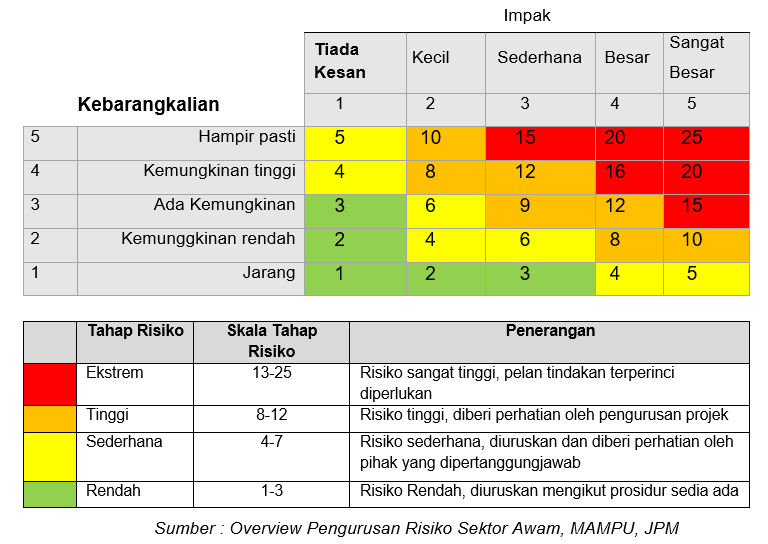 Impak
Tiada Kesan Kecil Sederhana Besar Sangat Besar
Kebarangkalian 1 2 3 4 5
5 Hampir pasti 5 10 15 20 25
4 Kemungkinan tinggi 4 8 12 16 20
3 Ada Kemungkinan 3 6 9 12 15
2 Kemunggkinan rendah 2 4 6 8 10
1 Jarang 1 2 3 4 5
Tahap Risiko Skala Tahap Risiko Penerangan
Ekstrem 13-25 Risiko sangat tinggi, pelan tindakan terperinci
diperlukan
Tinggi 8-12 Risiko tinggi, diberi perhatian oleh pengurusan projek
Sederhana 4-7 Risiko sederhana, diuruskan dan diberi perhatian oleh
pihak yang dipertanggungjawab
Rendah 1-3 Risiko Rendah, diuruskan mengikut prosidur sedia ada
Sumber : Overview Pengurusan Risiko Sektor Awam, MAMPU, JPM